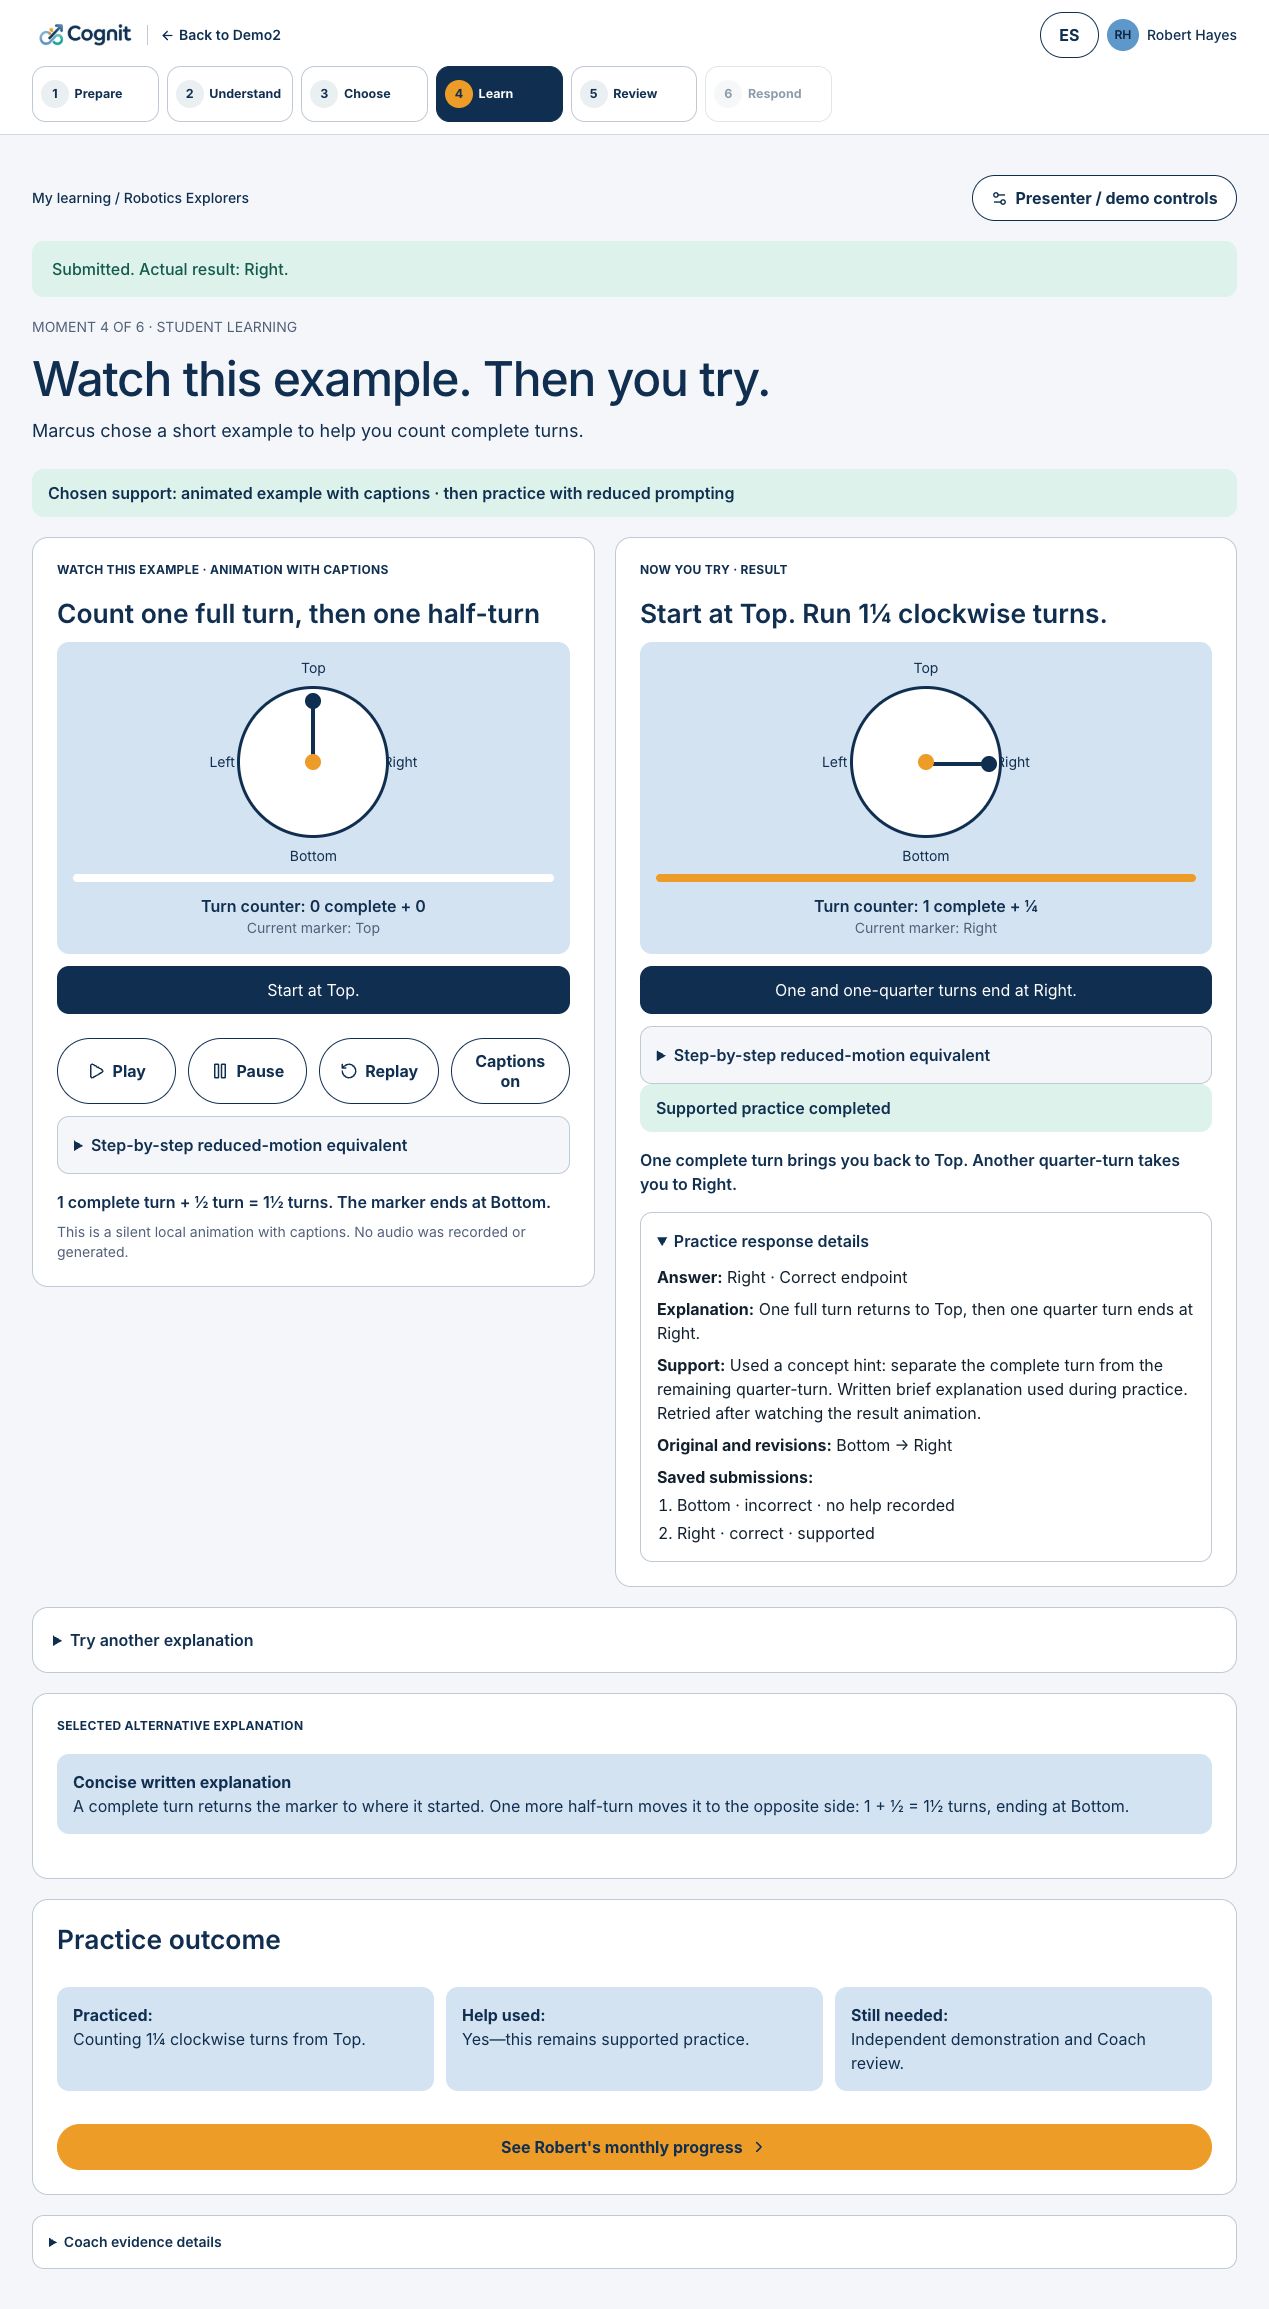 Cognit
← Back to Demo2
ES
RH
Robert Hayes
1 Prepare
2 Understand
3 Choose
4 Learn
5 Review
6 Respond
My learning / Robotics Explorers
Presenter / demo controls
Submitted. Actual result: Right.
MOMENT 4 OF 6 · STUDENT LEARNING
Watch this example. Then you try.
Marcus chose a short example to help you count complete turns.
Chosen support: animated example with captions · then practice with reduced prompting
WATCH THIS EXAMPLE · ANIMATION WITH CAPTIONS
Count one full turn, then one half-turn
Top
Left
Right
Bottom
Turn counter: 0 complete + 0
Current marker: Top
Start at Top.
Play
Pause
Replay
Captions
on
Step-by-step reduced-motion equivalent
1 complete turn + ½ turn = 1½ turns. The marker ends at Bottom.
This is a silent local animation with captions. No audio was recorded or
generated.
NOW YOU TRY · RESULT
Start at Top. Run 1¼ clockwise turns.
Top
Left
Right
Bottom
Turn counter: 1 complete + ¼
Current marker: Right
One and one-quarter turns end at Right.
Step-by-step reduced-motion equivalent
Supported practice completed
One complete turn brings you back to Top. Another quarter-turn takes
you to Right.
Practice response details
Answer: Right · Correct endpoint
Explanation: One full turn returns to Top, then one quarter turn ends at
Right.
Support: Used a concept hint: separate the complete turn from the
remaining quarter-turn. Written brief explanation used during practice.
Retried after watching the result animation.
Original and revisions: Bottom → Right
Saved submissions:
1. Bottom · incorrect · no help recorded
2. Right · correct · supported
Try another explanation
SELECTED ALTERNATIVE EXPLANATION
Concise written explanation
A complete turn returns the marker to where it started. One more half-turn moves it to the opposite side: 1 + ½ = 1½ turns, ending at Bottom.
Practice outcome
Practiced:
Counting 1¼ clockwise turns from Top.
Help used:
Yes—this remains supported practice.
Still needed:
Independent demonstration and Coach
review.
See Robert's monthly progress
Coach evidence details